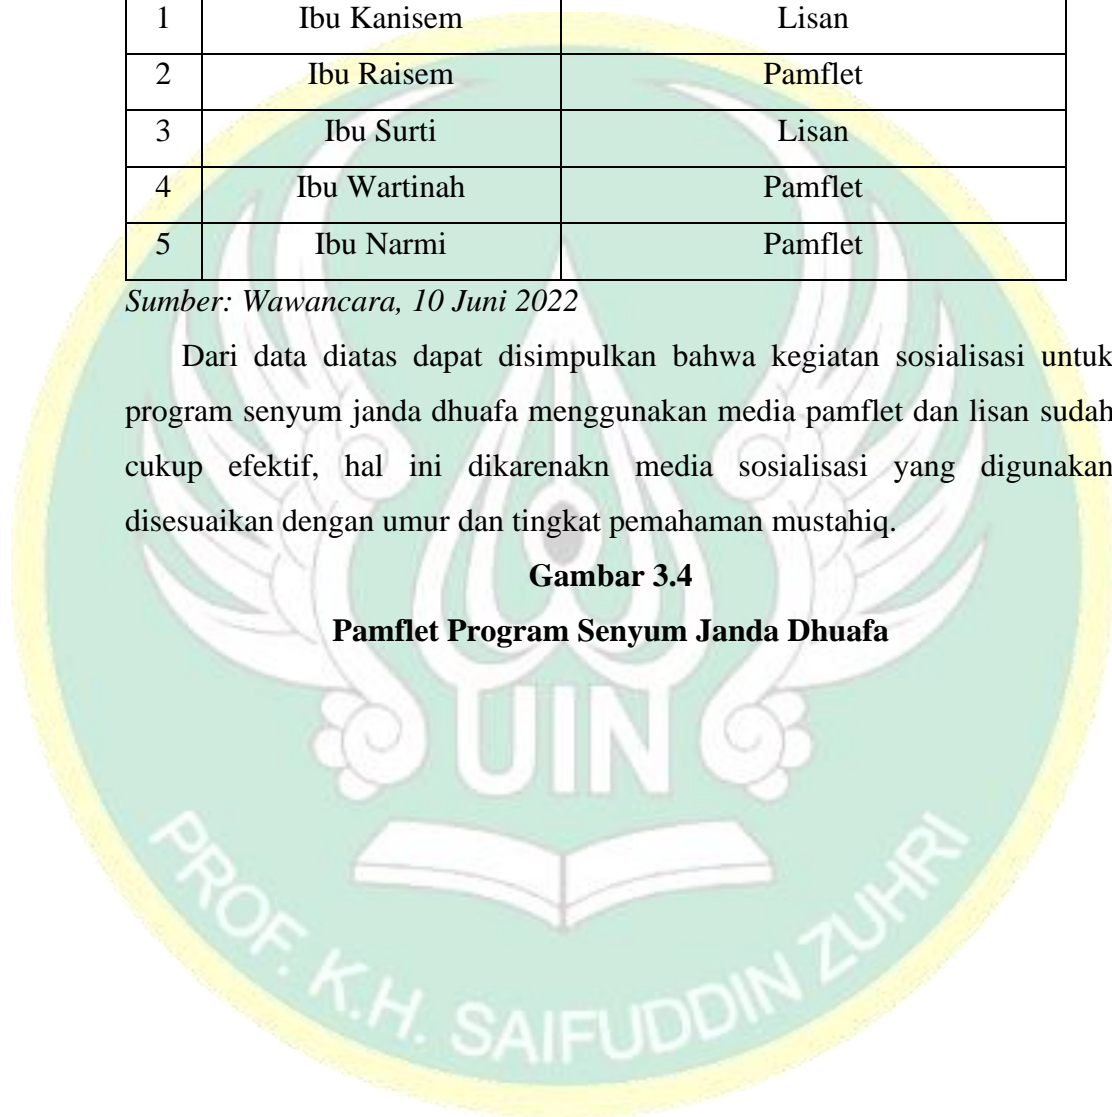 1 Ibu Kanisem Lisan
2 Ibu Raisem Pamflet
3 Ibu Surti Lisan
4 Ibu Wartinah Pamflet
5 Ibu Narmi Pamflet
Sumber: Wawancara, 10 Juni 2022
Dari data diatas dapat disimpulkan bahwa kegiatan sosialisasi untuk
program senyum janda dhuafa menggunakan media pamflet dan lisan sudah
cukup efektif, hal ini dikarenakn media sosialisasi yang digunakan
disesuaikan dengan umur dan tingkat pemahaman mustahiq.
Gambar 3.4
Pamflet Program Senyum Janda Dhuafa
UIN
PROF. K.H. SAIFUDDIN ZUHRI